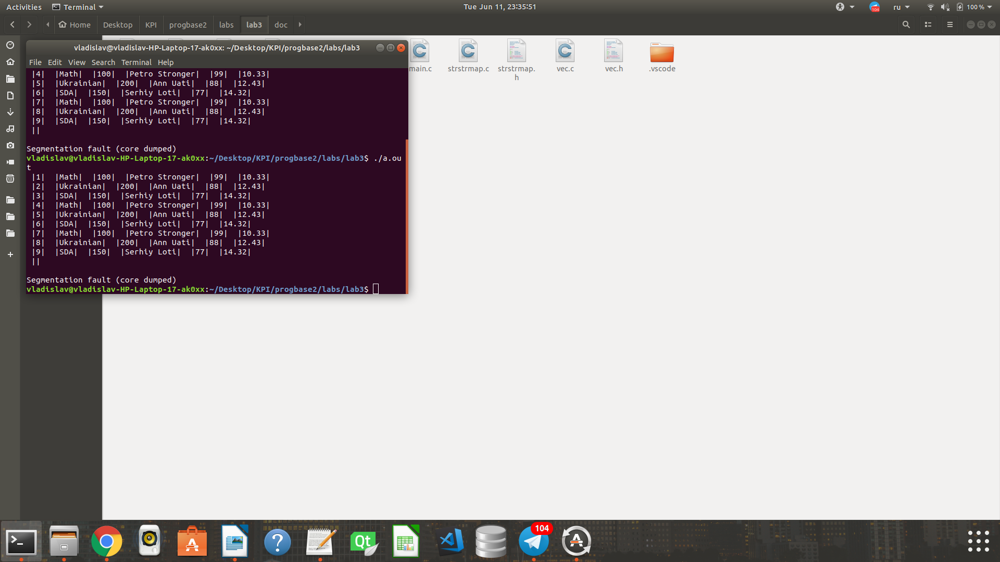 Activities Terminal Tue Jun 11, 23:35:51 104 ru 100 %
Home Desktop KPI progbase2 labs lab3 doc
vladislav@vladislav-HP-Laptop-17-ak0xx: ~/Desktop/KPI/progbase2/labs/lab3
File Edit View Search Terminal Help
|4|  |Math|  |100|  |Petro Stronger|  |99|  |10.33|
|5|  |Ukrainian|  |200|  |Ann Uati|  |88|  |12.43|
|6|  |SDA|  |150|  |Serhiy Loti|  |77|  |14.32|
|7|  |Math|  |100|  |Petro Stronger|  |99|  |10.33|
|8|  |Ukrainian|  |200|  |Ann Uati|  |88|  |12.43|
|9|  |SDA|  |150|  |Serhiy Loti|  |77|  |14.32|
||
Segmentation fault (core dumped)
vladislav@vladislav-HP-Laptop-17-ak0xx:~/Desktop/KPI/progbase2/labs/lab3$ ./a.ou
t
|1|  |Math|  |100|  |Petro Stronger|  |99|  |10.33|
|2|  |Ukrainian|  |200|  |Ann Uati|  |88|  |12.43|
|3|  |SDA|  |150|  |Serhiy Loti|  |77|  |14.32|
|4|  |Math|  |100|  |Petro Stronger|  |99|  |10.33|
|5|  |Ukrainian|  |200|  |Ann Uati|  |88|  |12.43|
|6|  |SDA|  |150|  |Serhiy Loti|  |77|  |14.32|
|7|  |Math|  |100|  |Petro Stronger|  |99|  |10.33|
|8|  |Ukrainian|  |200|  |Ann Uati|  |88|  |12.43|
|9|  |SDA|  |150|  |Serhiy Loti|  |77|  |14.32|
||
Segmentation fault (core dumped)
vladislav@vladislav-HP-Laptop-17-ak0xx:~/Desktop/KPI/progbase2/labs/lab3$
main.c strstrmap.c strstrmap. vec.c vec.h .vscode
h
Qt
104